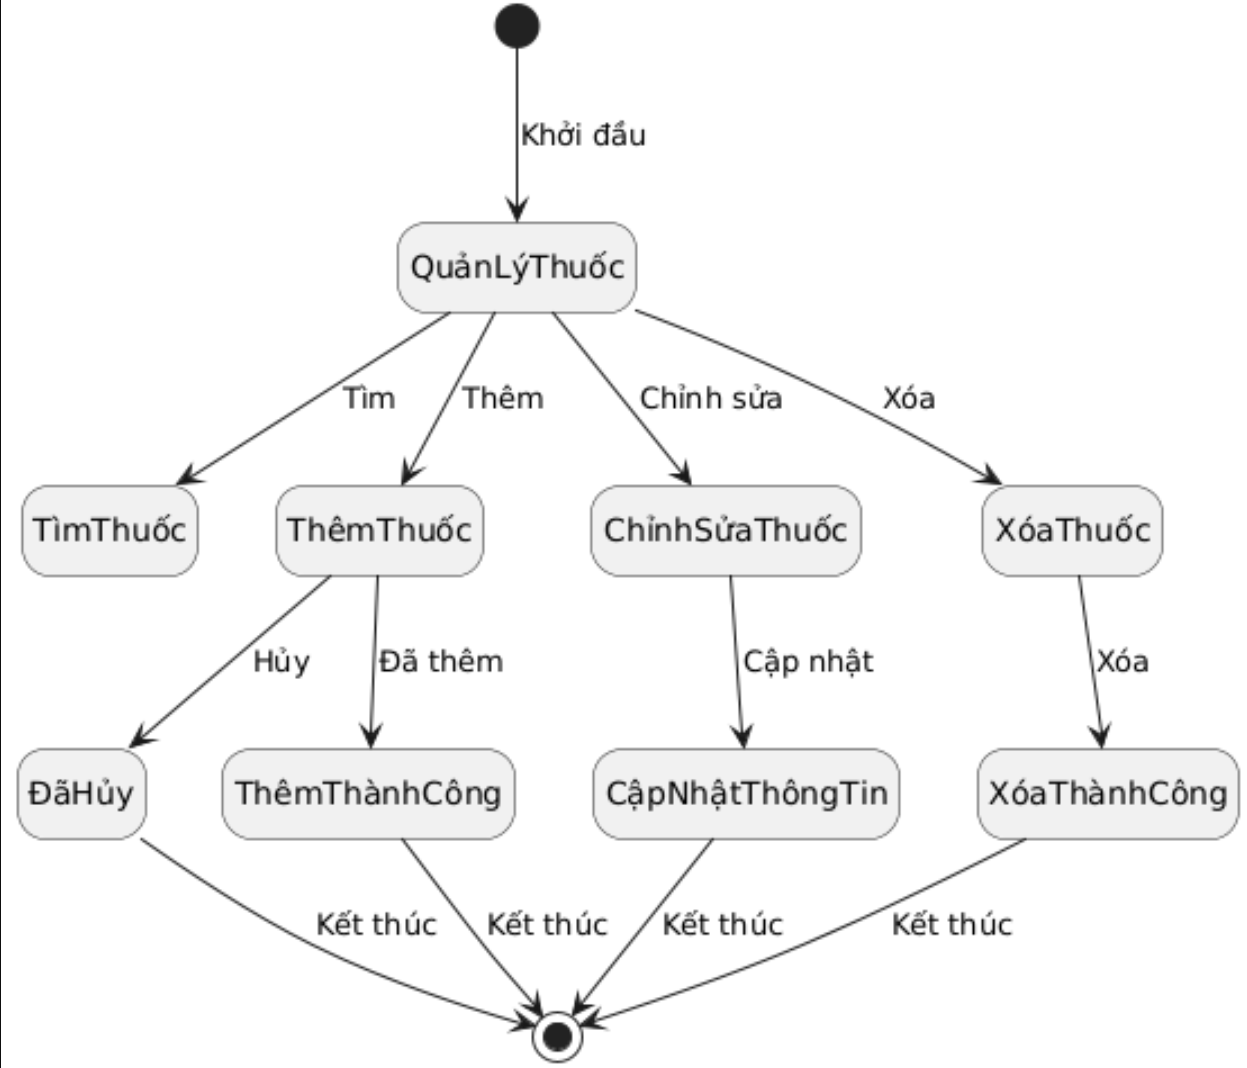 Khởi đầu
QuảnLýThuốc
Tìm
Thêm
Chỉnh sửa
Xóa
TìmThuốc
ThêmThuốc
ChỉnhSửaThuốc
XóaThuốc
Hủy
Đã thêm
Cập nhật
Xóa
ĐãHủy
ThêmThànhCông
CậpNhậtThôngTin
XóaThànhCông
Kết thúc
Kết thúc
Kết thúc
Kết thúc